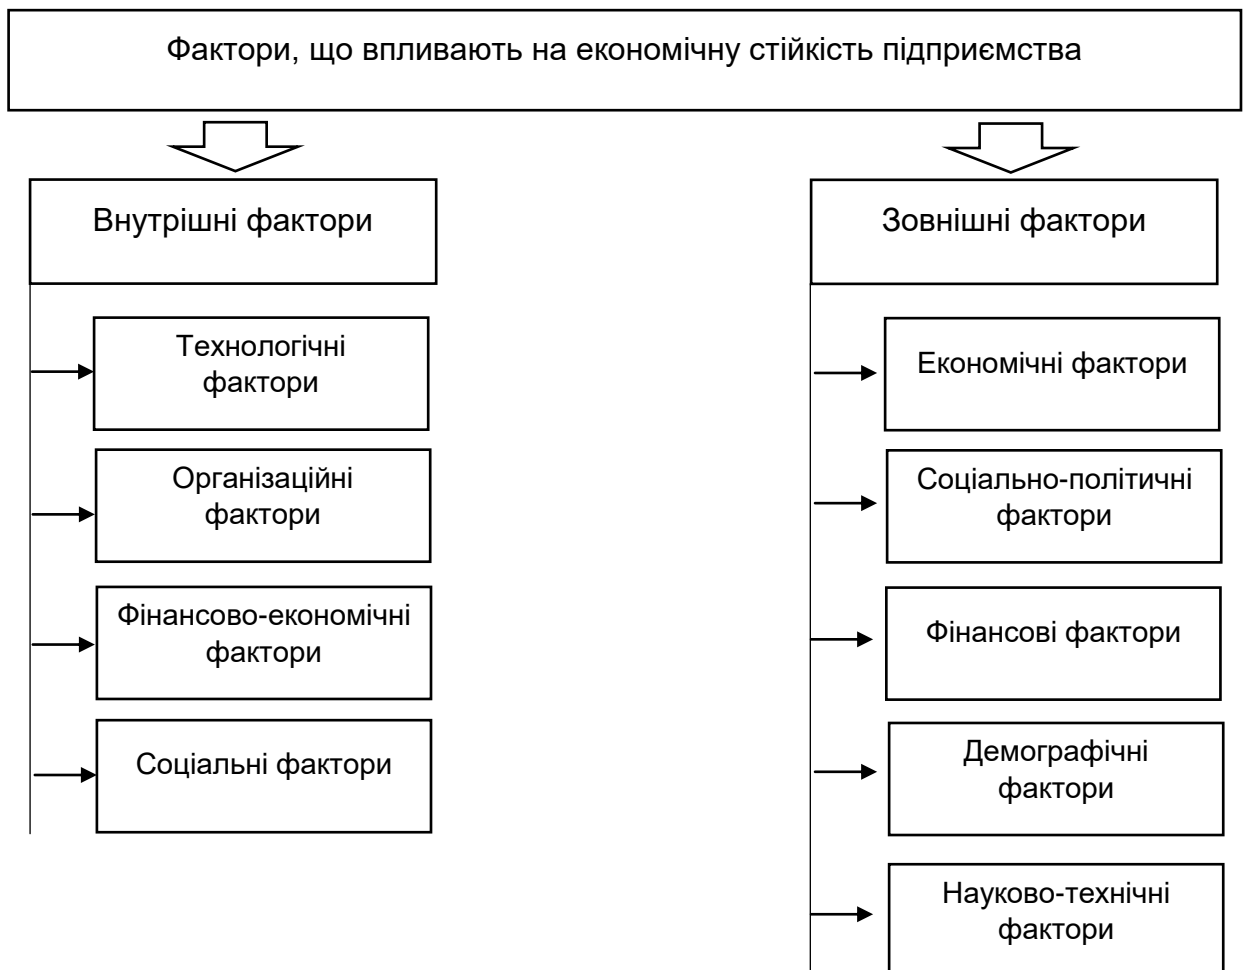 Фактори, що впливають на економічну стійкість підприємства
Внутрішні фактори
Технологічні
фактори
Організаційні
фактори
Фінансово-економічні
фактори
Соціальні фактори
Зовнішні фактори
Економічні фактори
Соціально-політичні
фактори
Фінансові фактори
Демографічні
фактори
Науково-технічні
фактори